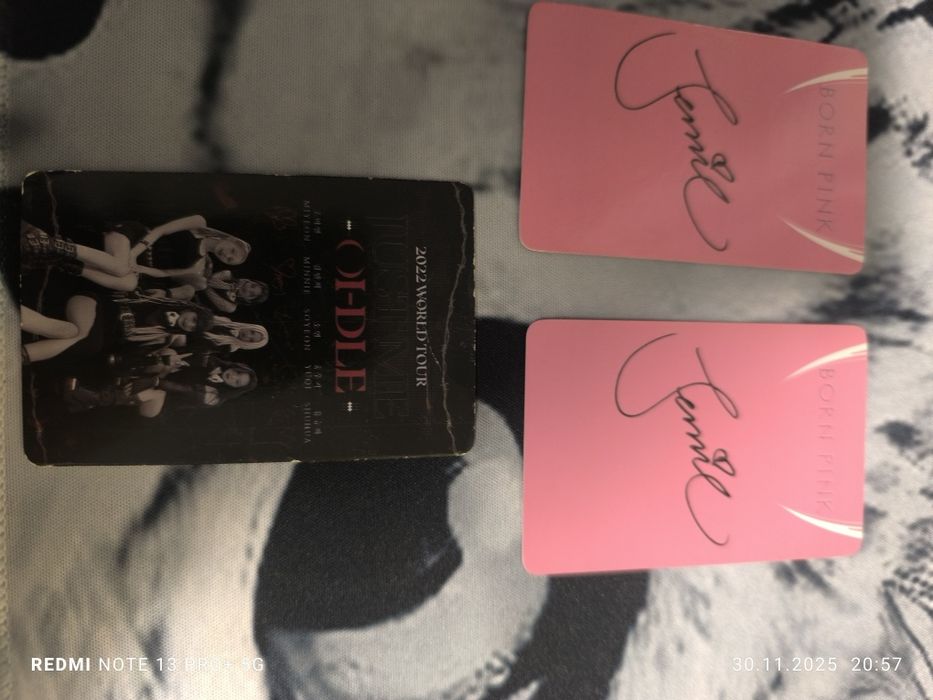 BORN PINK
Jennie
BORN PINK
Jennie
JUST ME
2022 WORLD TOUR
( )I-DLE
MIYEON MINNIE SOYEON YUQI SHUHUA
REDMI NOTE 13 PRO+ 5G
30.11.2025 20:57